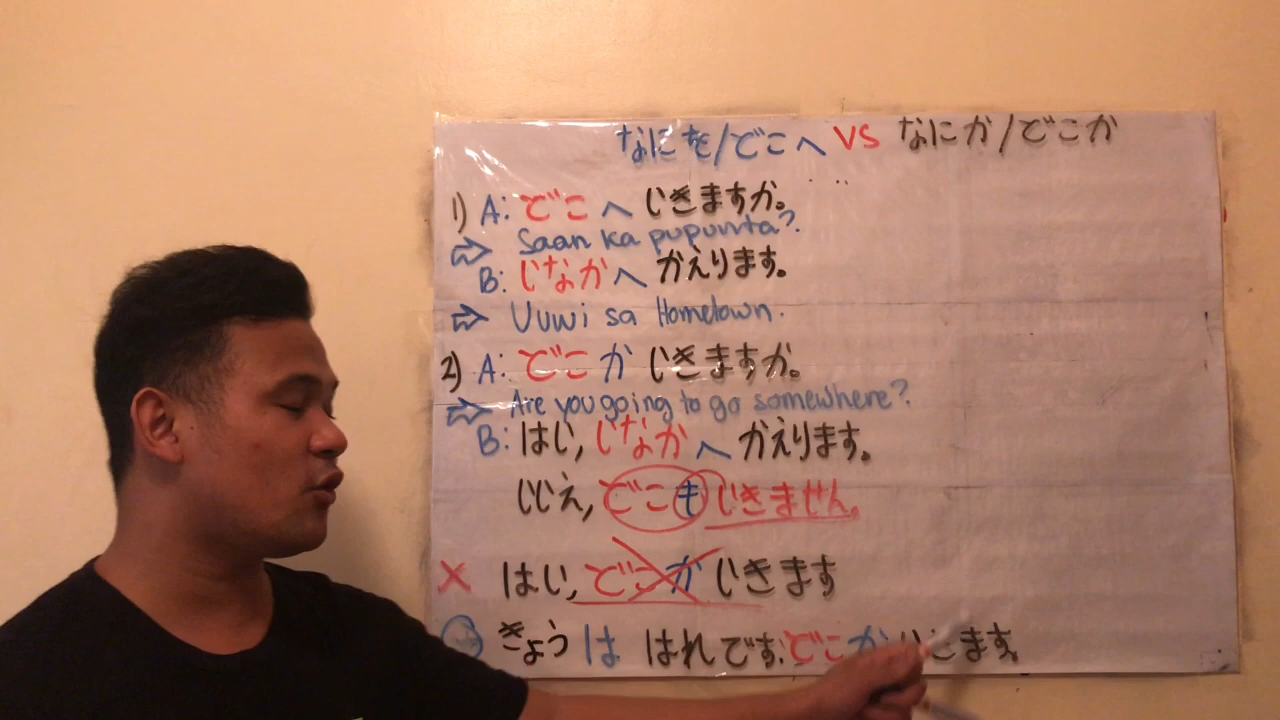 なにを/どこへ VS なにか/どこか
1) A: どこへ いきますか。
⇒ Saan ka pupunta?
B: いなかへ かえります。
⇒ Uuwi sa Hometown.
2) A: どこか いきますか。
⇒ Are you going to go somewhere?
B: はい, いなかへ かえります。
いいえ, どこも いきません。
X はい, どこか いきます
きょう は はれです。どこか きます。